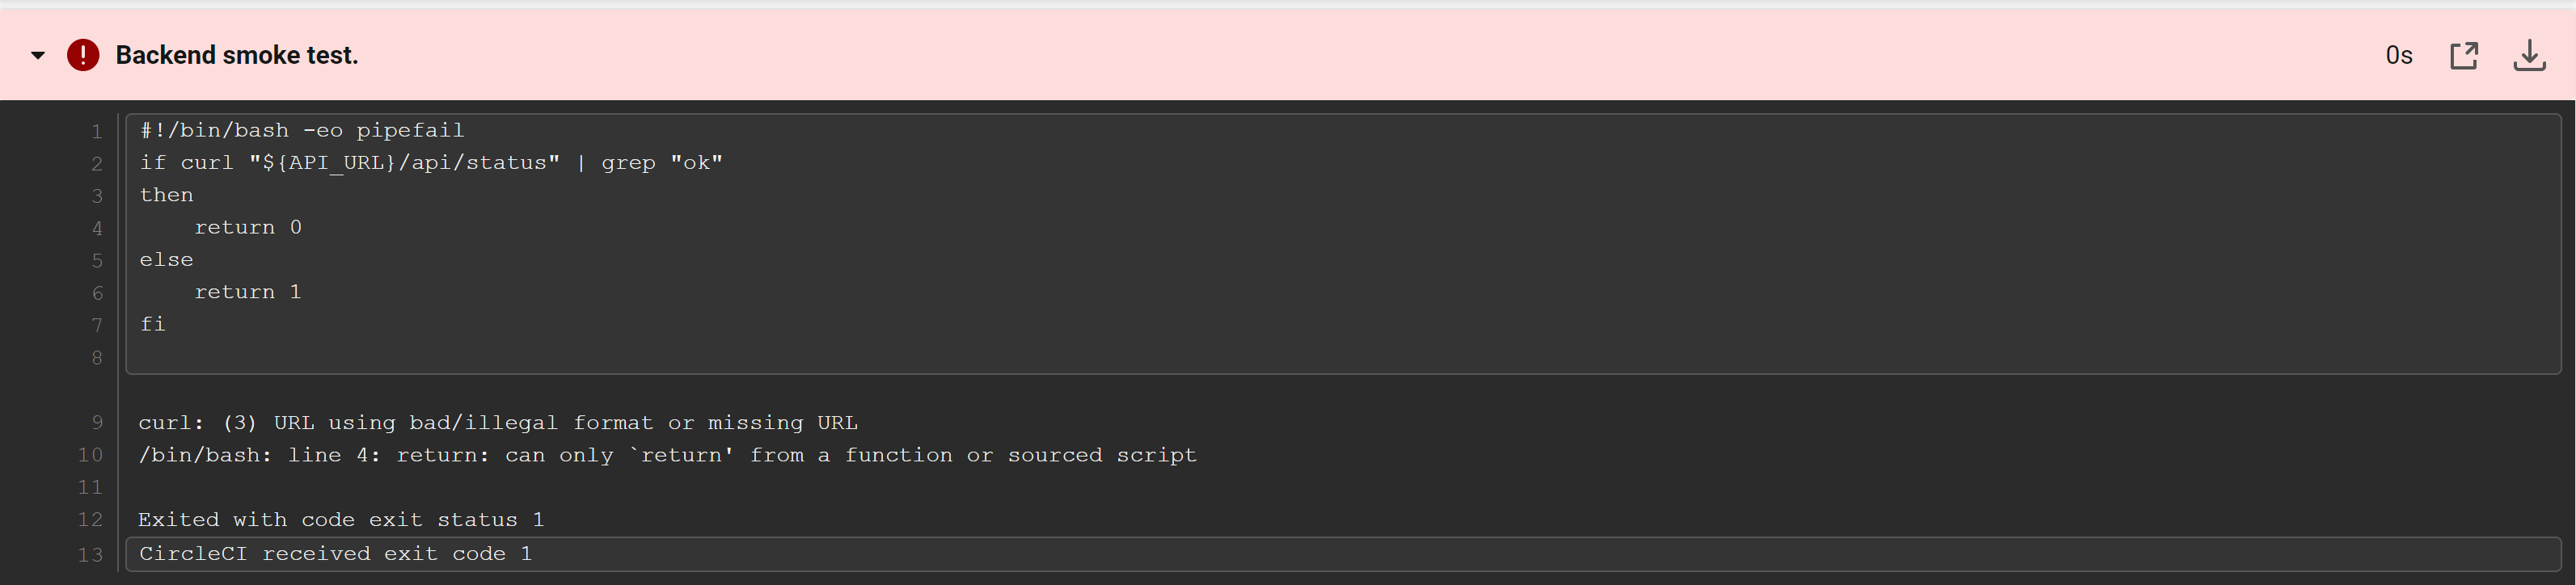 Backend smoke test.
0s
1 #!/bin/bash -eo pipefail
2 if curl "${API_URL}/api/status" | grep "ok"
3 then
4     return 0
5 else
6     return 1
7 fi
8
9 curl: (3) URL using bad/illegal format or missing URL
10 /bin/bash: line 4: return: can only `return' from a function or sourced script
11
12 Exited with code exit status 1
13 CircleCI received exit code 1